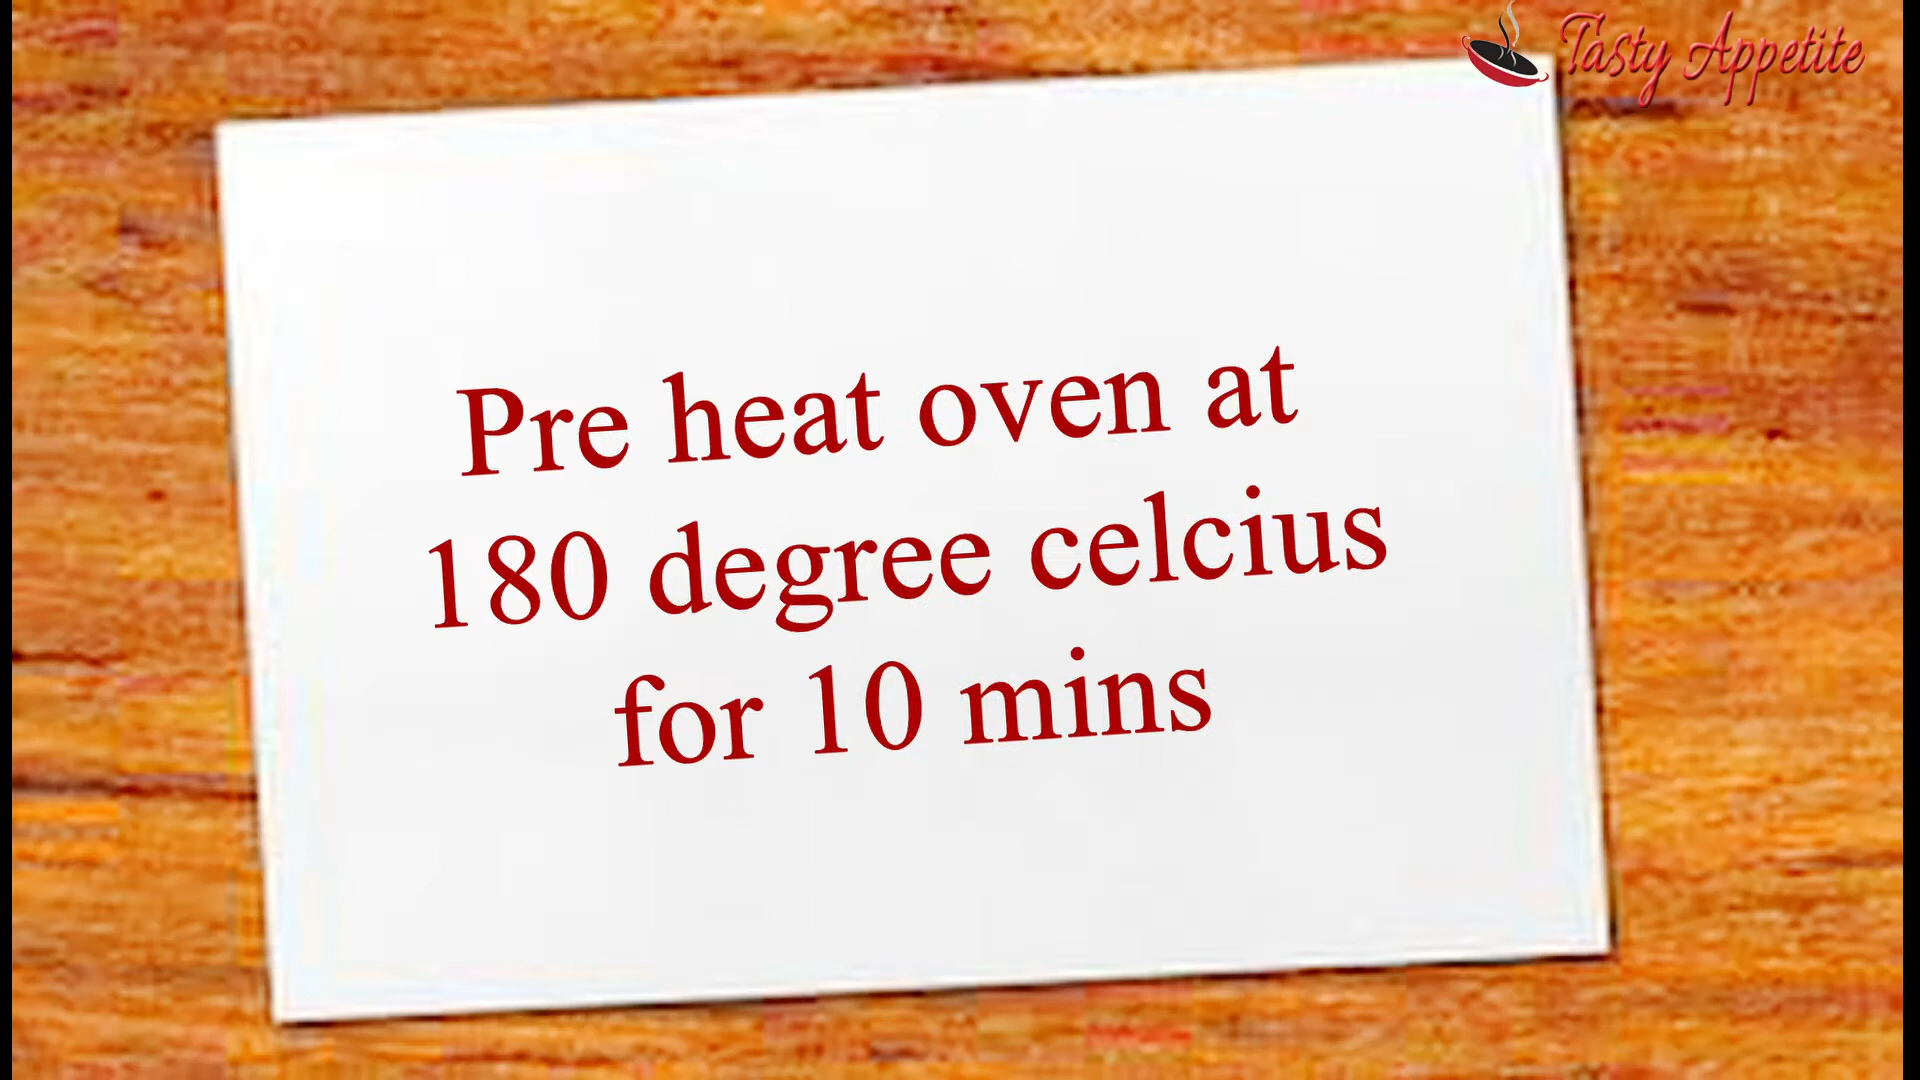 Tasty Appetite
Pre heat oven at
180 degree celcius
for 10 mins